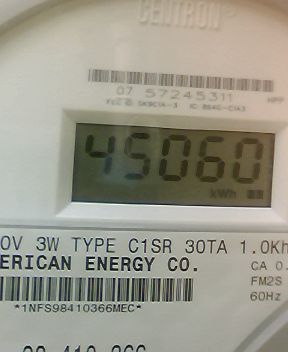 CENTRON
07 57245311
45060
kWh
0V 3W TYPE C1SR 30TA 1.0Kh
ERICAN ENERGY CO.
CA 0.
FM2S
*1NFS98410366MEC*
60Hz